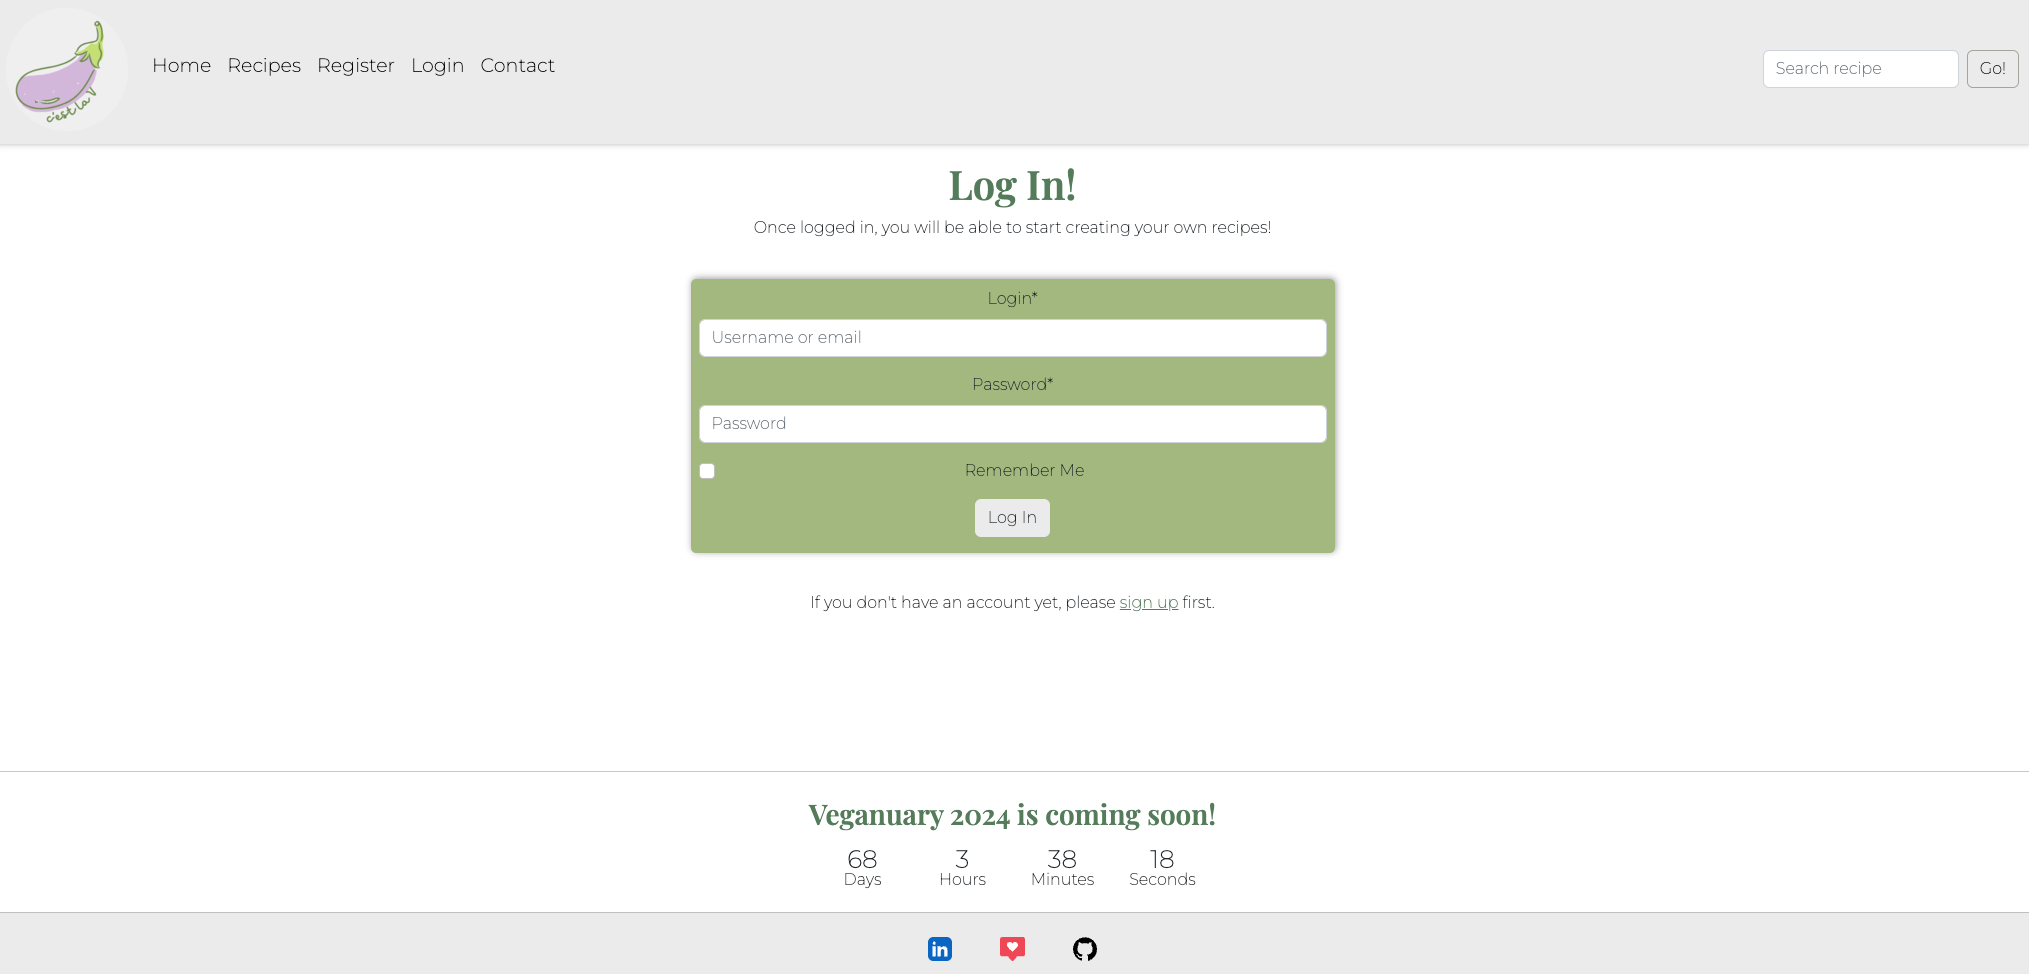 c'est la V
Home Recipes Register Login Contact
Search recipe Go!
Log In!
Once logged in, you will be able to start creating your own recipes!
Login*
Username or email
Password*
Password
Remember Me
Log In
If you don't have an account yet, please sign up first.
Veganuary 2024 is coming soon!
68 3 38 18
Days Hours Minutes Seconds
in